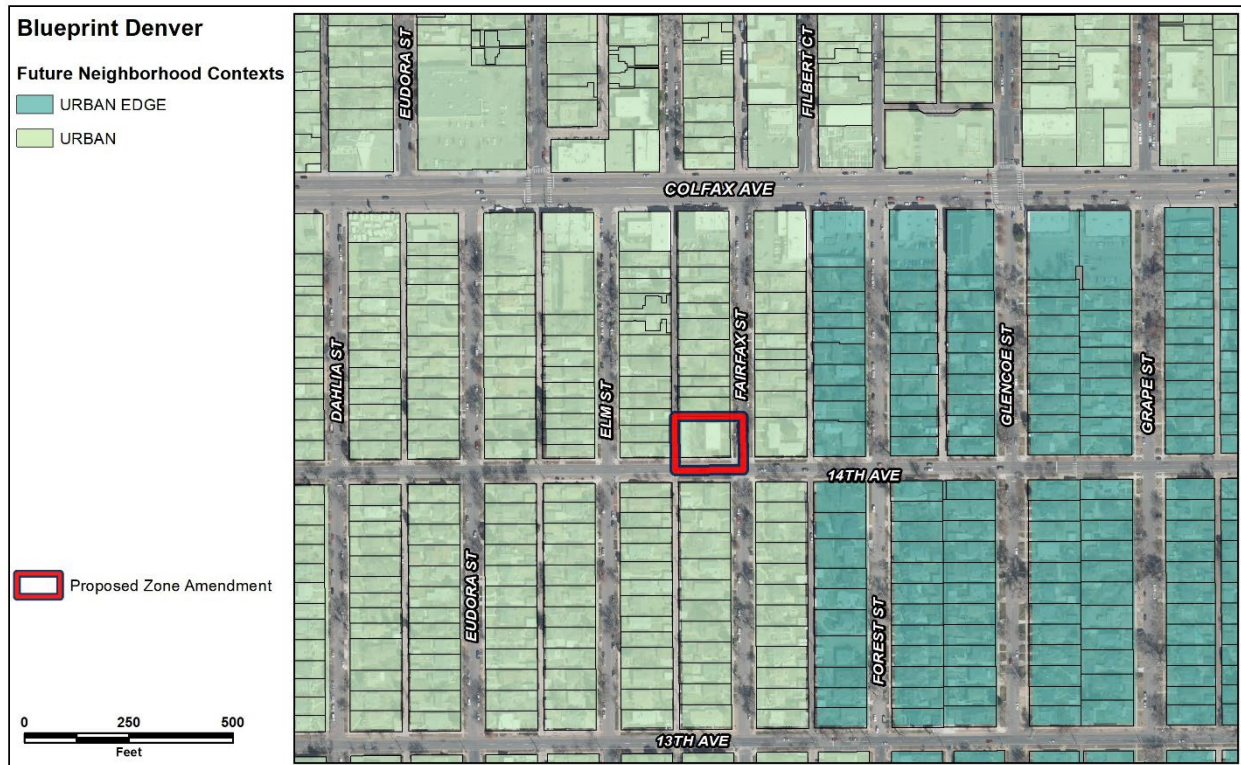 Blueprint Denver
Future Neighborhood Contexts
URBAN EDGE
URBAN
Proposed Zone Amendment
0 250 500
Feet
EUDORA ST
FILBERT CT
COLFAX AVE
DAHLIA ST
ELM ST
FAIRFAX ST
GLENCOE ST
GRAPE ST
14TH AVE
EUDORA ST
FOREST ST
13TH AVE